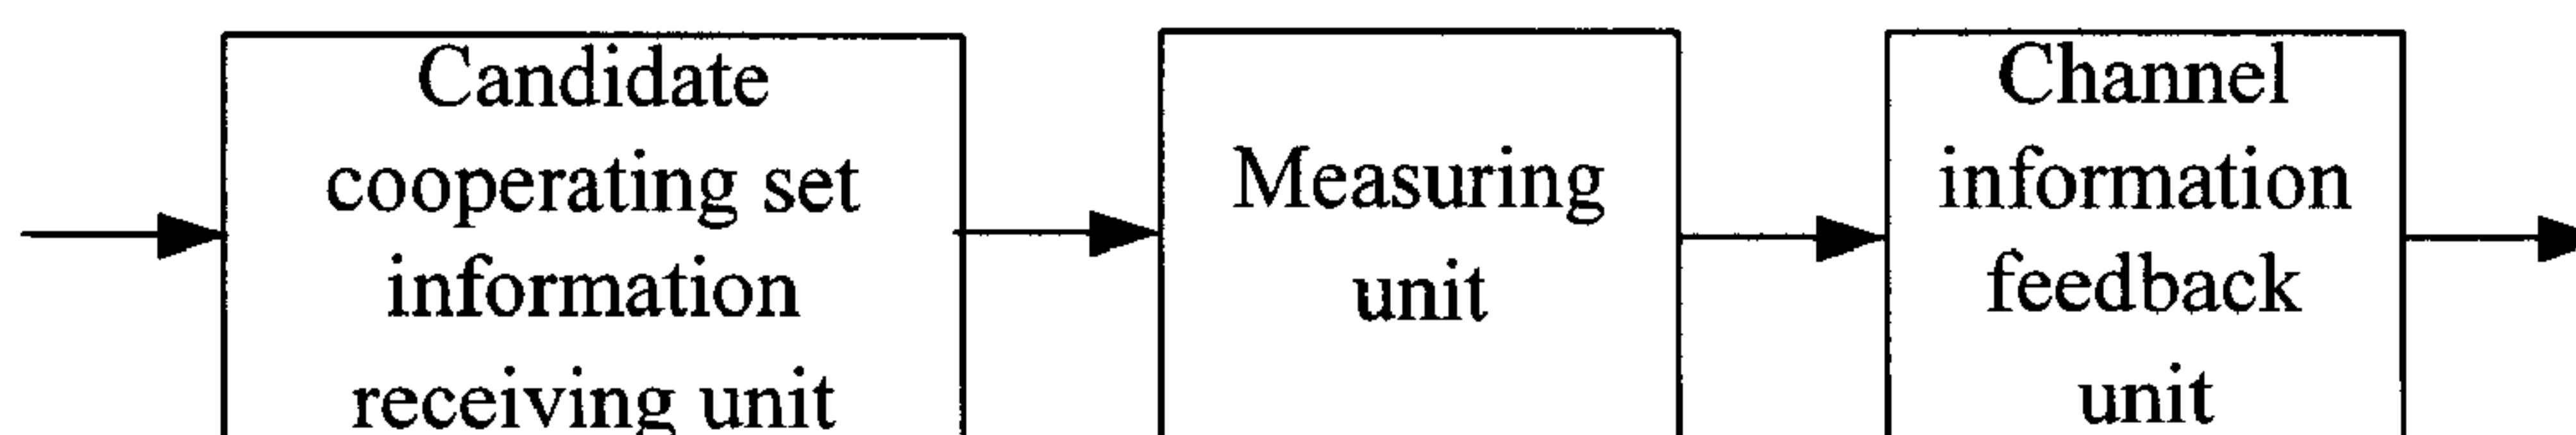 Candidate
cooperating set
information
receiving unit
Measuring
unit
Channel
information
feedback
unit